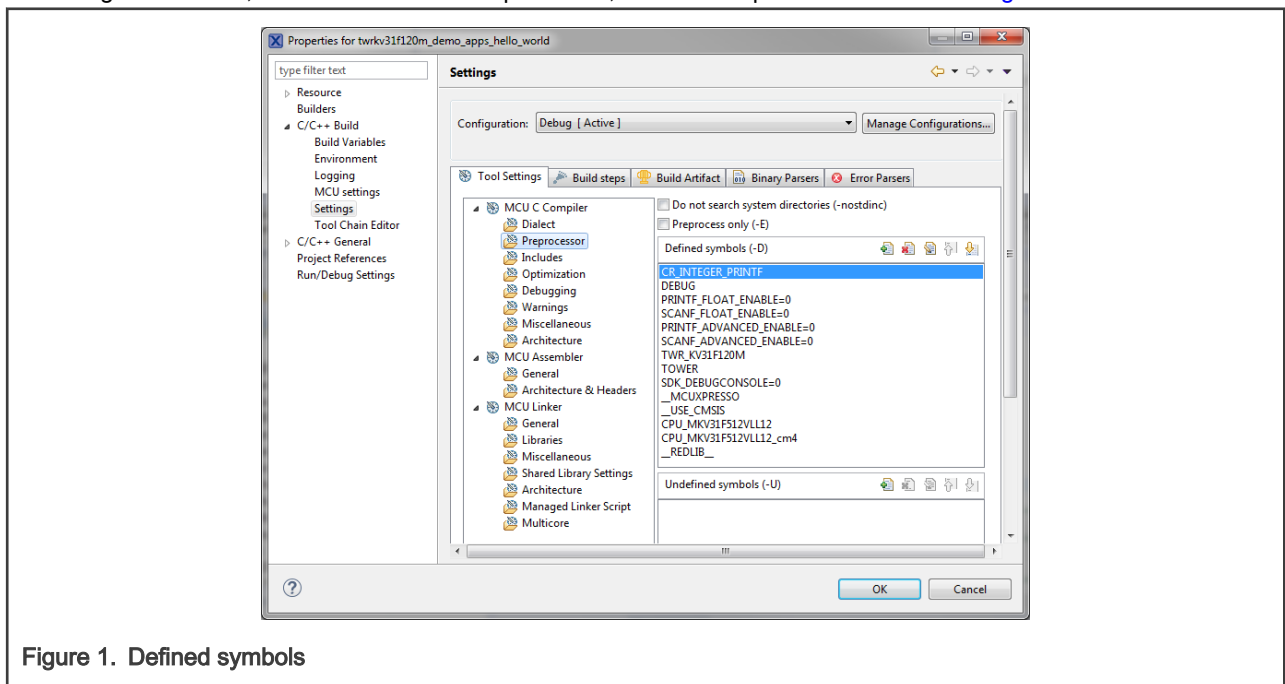 Properties for twrkv31f120m_demo_apps_hello_world
type filter text
Resource
Builders
C/C++ Build
Build Variables
Environment
Logging
MCU settings
Settings
Tool Chain Editor
C/C++ General
Project References
Run/Debug Settings
Settings
Configuration: Debug [ Active ] Manage Configurations...
Tool Settings Build steps Build Artifact Binary Parsers Error Parsers
MCU C Compiler
Dialect
Preprocessor
Includes
Optimization
Debugging
Warnings
Miscellaneous
Architecture
MCU Assembler
General
Architecture & Headers
MCU Linker
General
Libraries
Miscellaneous
Shared Library Settings
Architecture
Managed Linker Script
Multicore
Do not search system directories (-nostdinc)
Preprocess only (-E)
Defined symbols (-D)
CR_INTEGER_PRINTF
DEBUG
PRINTF_FLOAT_ENABLE=0
SCANF_FLOAT_ENABLE=0
PRINTF_ADVANCED_ENABLE=0
SCANF_ADVANCED_ENABLE=0
TWR_KV31F120M
TOWER
SDK_DEBUGCONSOLE=0
__MCUXPRESSO
__USE_CMSIS
CPU_MKV31F512VLL12
CPU_MKV31F512VLL12_cm4
__REDLIB__
Undefined symbols (-U)
OK Cancel
Figure 1. Defined symbols